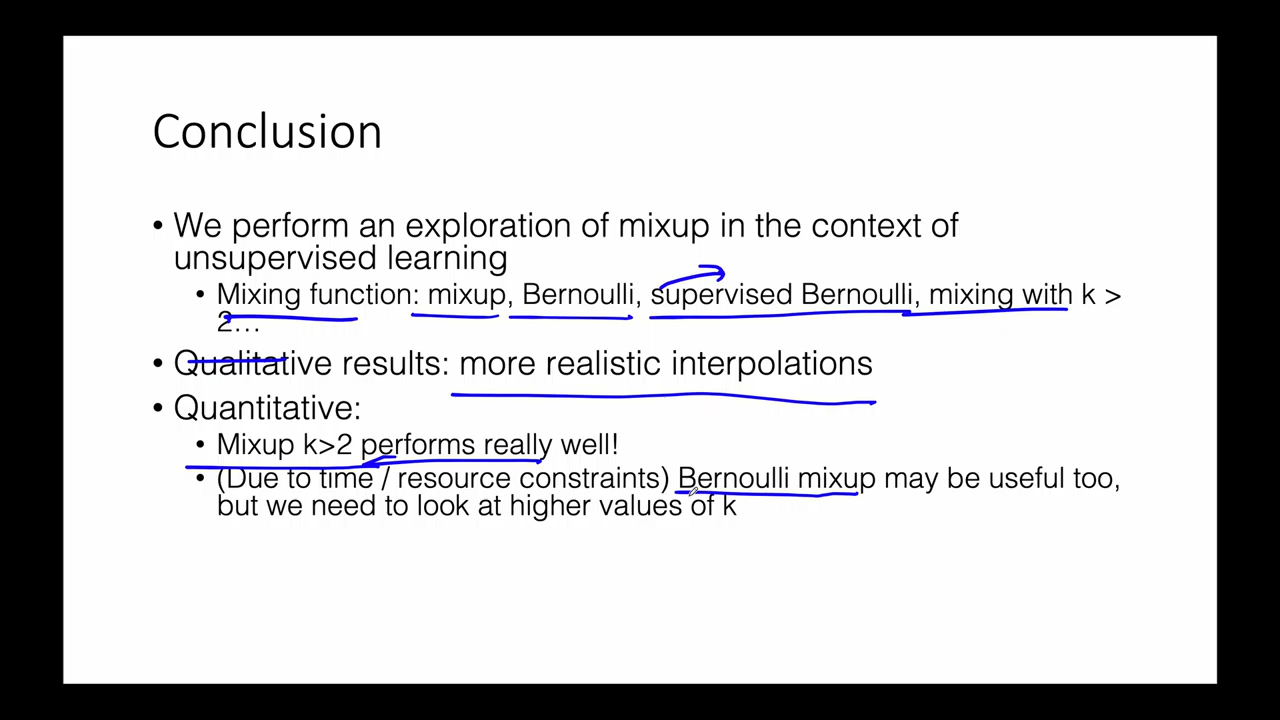 Conclusion
• We perform an exploration of mixup in the context of
unsupervised learning
• Mixing function: mixup, Bernoulli, supervised Bernoulli, mixing with k >
2…
• Qualitative results: more realistic interpolations
• Quantitative:
• Mixup k>2 performs really well!
• (Due to time / resource constraints) Bernoulli mixup may be useful too,
but we need to look at higher values of k